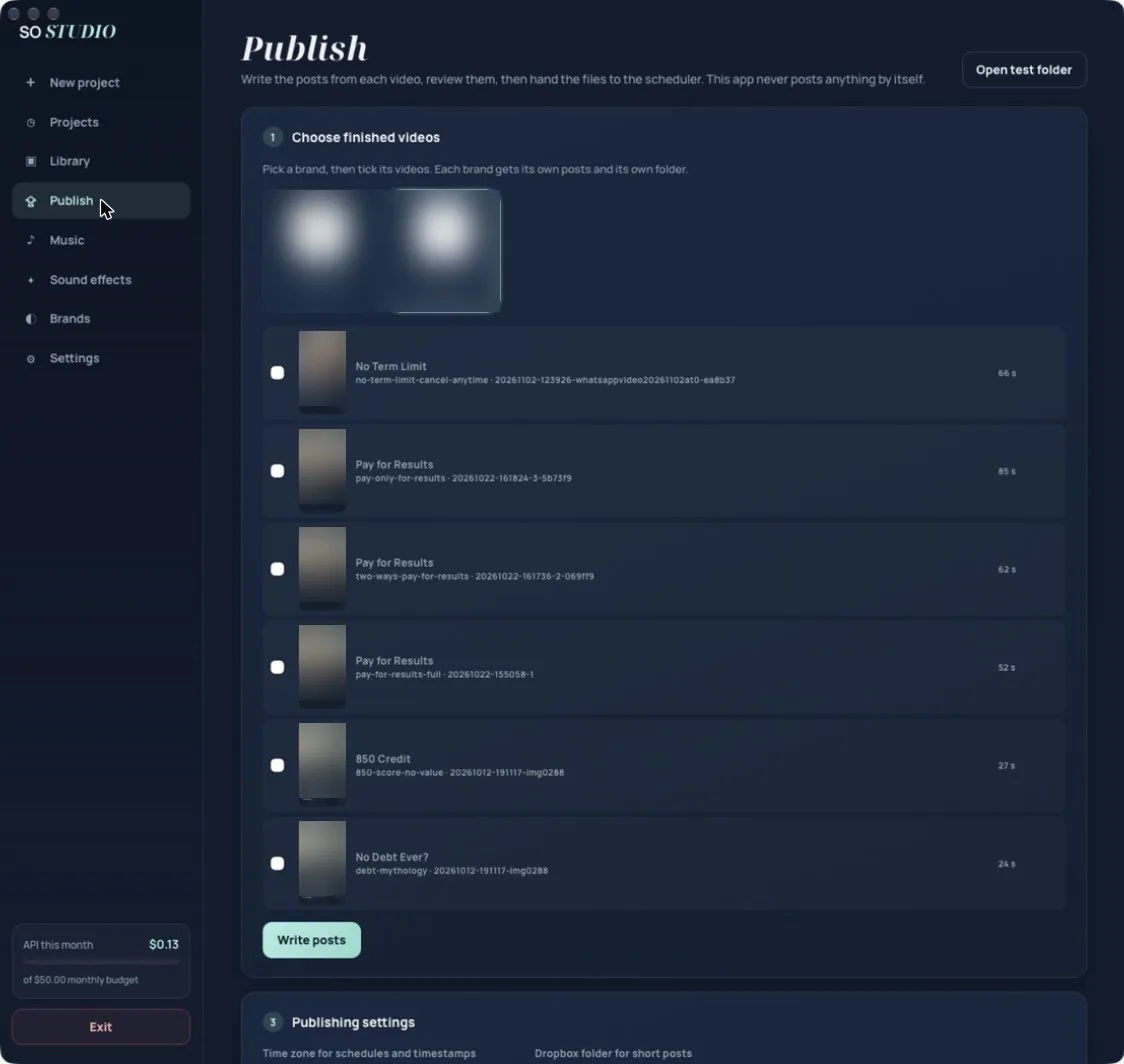 SO STUDIO
+ New project
Projects
Library
Publish
Music
Sound effects
Brands
Settings
API this month $0.13
of $50.00 monthly budget
Exit
Publish
Write the posts from each video, review them, then hand the files to the scheduler. This app never posts anything by itself.
Open test folder
1 Choose finished videos
Pick a brand, then tick its videos. Each brand gets its own posts and its own folder.
No Term Limit
no-term-limit-cancel-anytime · 20261102-123926-whatsappvideo20261102at0-ea8b37
66 s
Pay for Results
pay-only-for-results · 20261022-161824-3-5b73f9
85 s
Pay for Results
two-ways-pay-for-results · 20261022-161736-2-069ff9
62 s
Pay for Results
pay-for-results-full · 20261022-155058-1
52 s
850 Credit
850-score-no-value · 20261012-191117-img0288
27 s
No Debt Ever?
debt-mythology · 20261012-191117-img0288
24 s
Write posts
3 Publishing settings
Time zone for schedules and timestamps
Dropbox folder for short posts